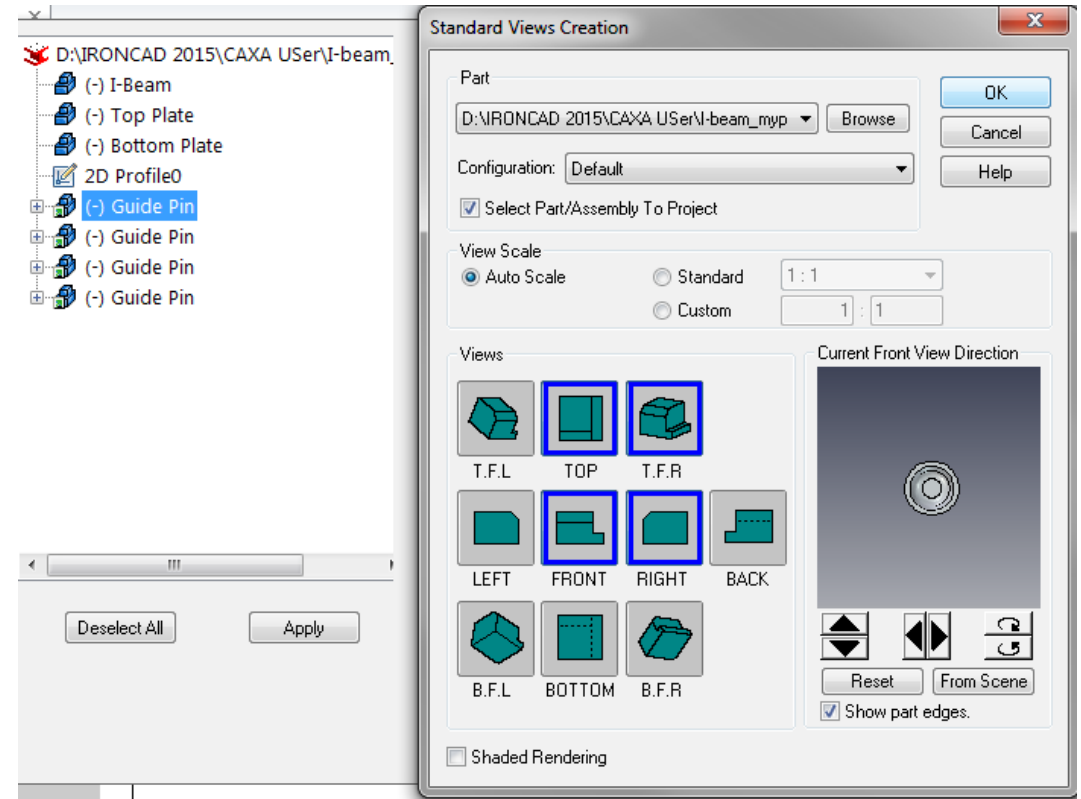 D:\IRONCAD 2015\CAXA USer\I-beam_
(-) I-Beam
(-) Top Plate
(-) Bottom Plate
2D Profile0
(-) Guide Pin
(-) Guide Pin
(-) Guide Pin
(-) Guide Pin
Deselect All
Apply
Standard Views Creation
Part
D:\IRONCAD 2015\CAXA USer\I-beam_myp
Browse
OK
Cancel
Configuration:
Default
Help
Select Part/Assembly To Project
View Scale
Auto Scale
Standard
1 : 1
Custom
1 : 1
Views
T.F.L
TOP
T.F.R
LEFT
FRONT
RIGHT
BACK
B.F.L
BOTTOM
B.F.R
Current Front View Direction
Reset
From Scene
Show part edges.
Shaded Rendering